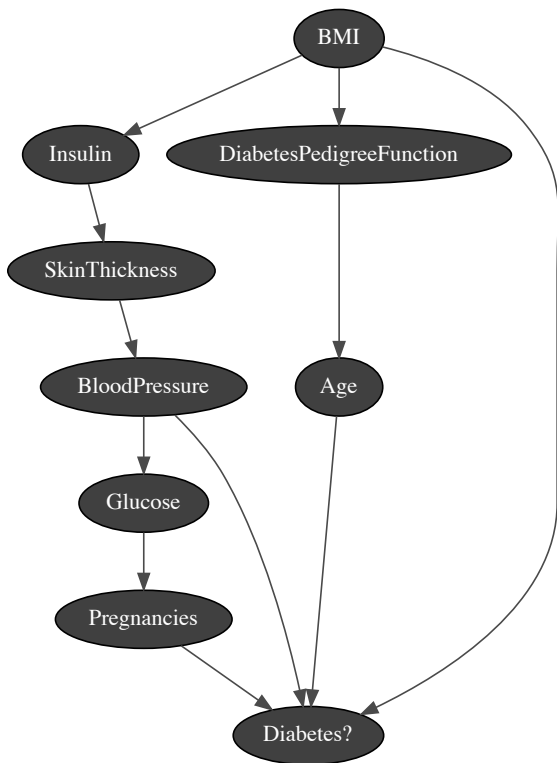 BMI
Insulin
DiabetesPedigreeFunction
SkinThickness
BloodPressure
Age
Glucose
Pregnancies
Diabetes?